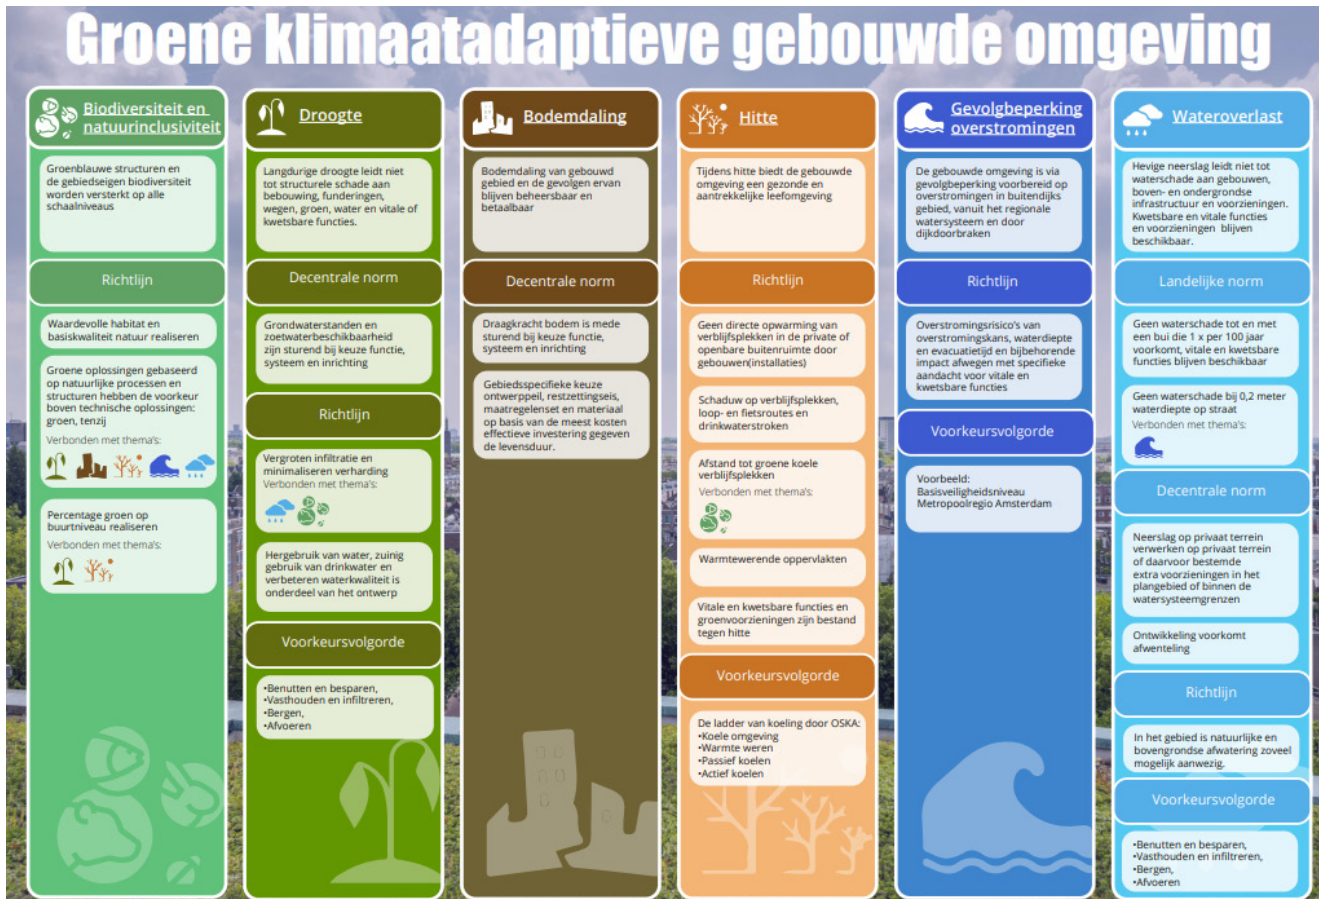 Groene klimaatadaptieve gebouwde omgeving
Biodiversiteit en
natuurinclusiviteit
Groenblauwe structuren en
de gebiedseigen biodiversiteit
worden versterkt op alle
schaalniveaus
Richtlijn
Waardevolle habitat en
basiskwaliteit natuur realiseren
Groene oplossingen gebaseerd
op natuurlijke processen en
structuren hebben de voorkeur
boven technische oplossingen:
groen, tenzij
Verbonden met thema's:
Percentage groen op
buurtniveau realiseren
Verbonden met thema's:
Droogte
Langdurige droogte leidt niet
tot structurele schade aan
bebouwing, funderingen,
wegen, groen, water en vitale of
kwetsbare functies.
Decentrale norm
Grondwaterstanden en
zoetwaterbeschikbaarheid
zijn sturend bij keuze functie,
systeem en inrichting
Richtlijn
Vergroten infiltratie en
minimaliseren verharding
Verbonden met thema's:
Hergebruik van water, zuinig
gebruik van drinkwater en
verbeteren waterkwaliteit is
onderdeel van het ontwerp
Voorkeursvolgorde
•Benutten en besparen,
•Vasthouden en infiltreren,
•Bergen,
•Afvoeren
Bodemdaling
Bodemdaling van gebouwd
gebied en de gevolgen ervan
blijven beheersbaar en
betaalbaar
Decentrale norm
Draagkracht bodem is mede
sturend bij keuze functie,
systeem en inrichting
Gebiedsspecifieke keuze
ontwerppeil, restzettingseis,
maatregelenset en materiaal
op basis van de meest kosten
effectieve investering gegeven
de levensduur.
Hitte
Tijdens hitte biedt de gebouwde
omgeving een gezonde en
aantrekkelijke leefomgeving
Richtlijn
Geen directe opwarming van
verblijfsplekken in de private of
openbare buitenruimte door
gebouwen(installaties)
Schaduw op verblijfsplekken,
loop- en fietsroutes en
drinkwaterstroken
Afstand tot groene koele
verblijfsplekken
Verbonden met thema's:
Warmtewerende oppervlakten
Vitale en kwetsbare functies en
groenvoorzieningen zijn bestand
tegen hitte
Voorkeursvolgorde
De ladder van koeling door OSKA:
•Koele omgeving
•Warmte weren
•Passief koelen
•Actief koelen
Gevolgbeperking
overstromingen
De gebouwde omgeving is via
gevolgbeperking voorbereid op
overstromingen in buitendijks
gebied, vanuit het regionale
watersysteem en door
dijkdoorbraken
Richtlijn
Overstromingsrisico's van
overstromingskans, waterdiepte
en evacuatietijd en bijbehorende
impact afwegen met specifieke
aandacht voor vitale en
kwetsbare functies
Voorkeursvolgorde
Voorbeeld:
Basisveiligheidsniveau
Metropoolregio Amsterdam
Wateroverlast
Hevige neerslag leidt niet tot
waterschade aan gebouwen,
boven- en ondergrondse
infrastructuur en voorzieningen.
Kwetsbare en vitale functies
en voorzieningen blijven
beschikbaar.
Landelijke norm
Geen waterschade tot en met
een bui die 1 x per 100 jaar
voorkomt, vitale en kwetsbare
functies blijven beschikbaar
Geen waterschade bij 0,2 meter
waterdiepte op straat
Verbonden met thema's:
Decentrale norm
Neerslag op privaat terrein
verwerken op privaat terrein
of daarvoor bestemde
extra voorzieningen in het
plangebied of binnen de
watersysteemgrenzen
Ontwikkeling voorkomt
afwenteling
Richtlijn
In het gebied is natuurlijke en
bovengrondse afwatering zoveel
mogelijk aanwezig.
Voorkeursvolgorde
•Benutten en besparen,
•Vasthouden en infiltreren,
•Bergen,
•Afvoeren